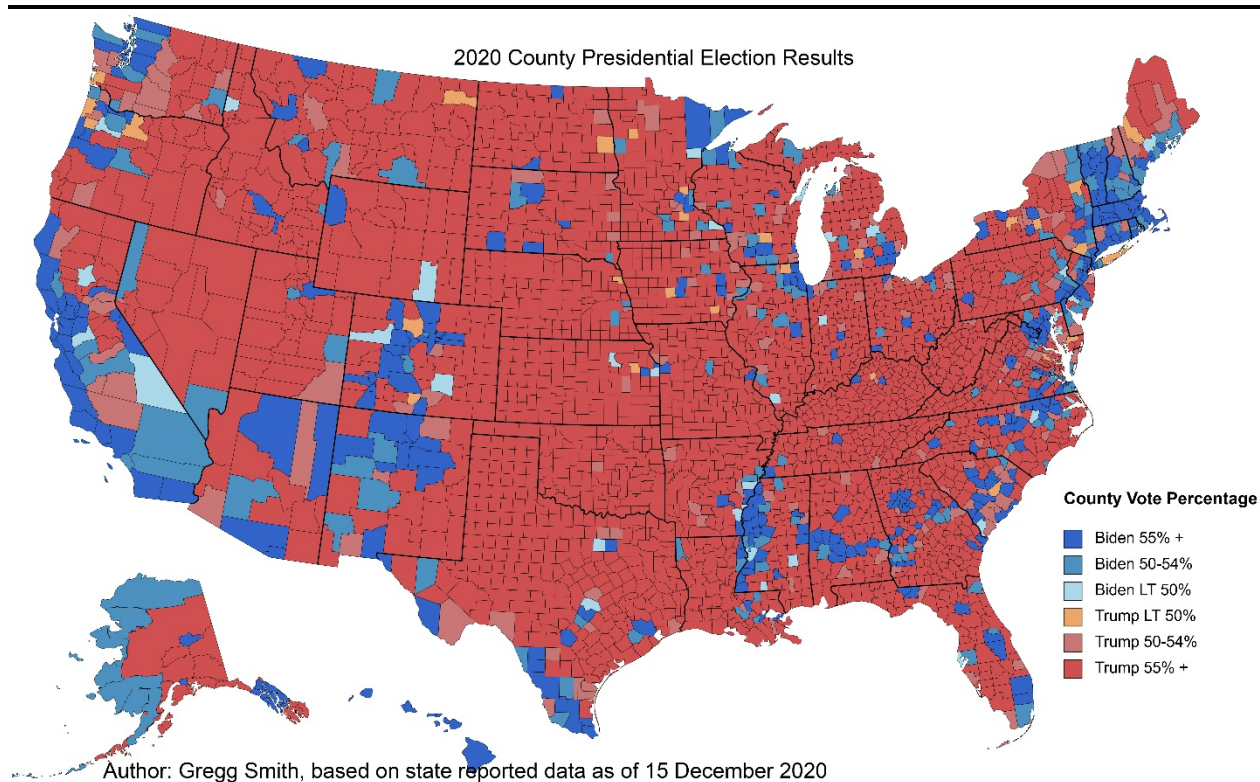 2020 County Presidential Election Results
County Vote Percentage
Biden 55% +
Biden 50-54%
Biden LT 50%
Trump LT 50%
Trump 50-54%
Trump 55% +
Author: Gregg Smith, based on state reported data as of 15 December 2020